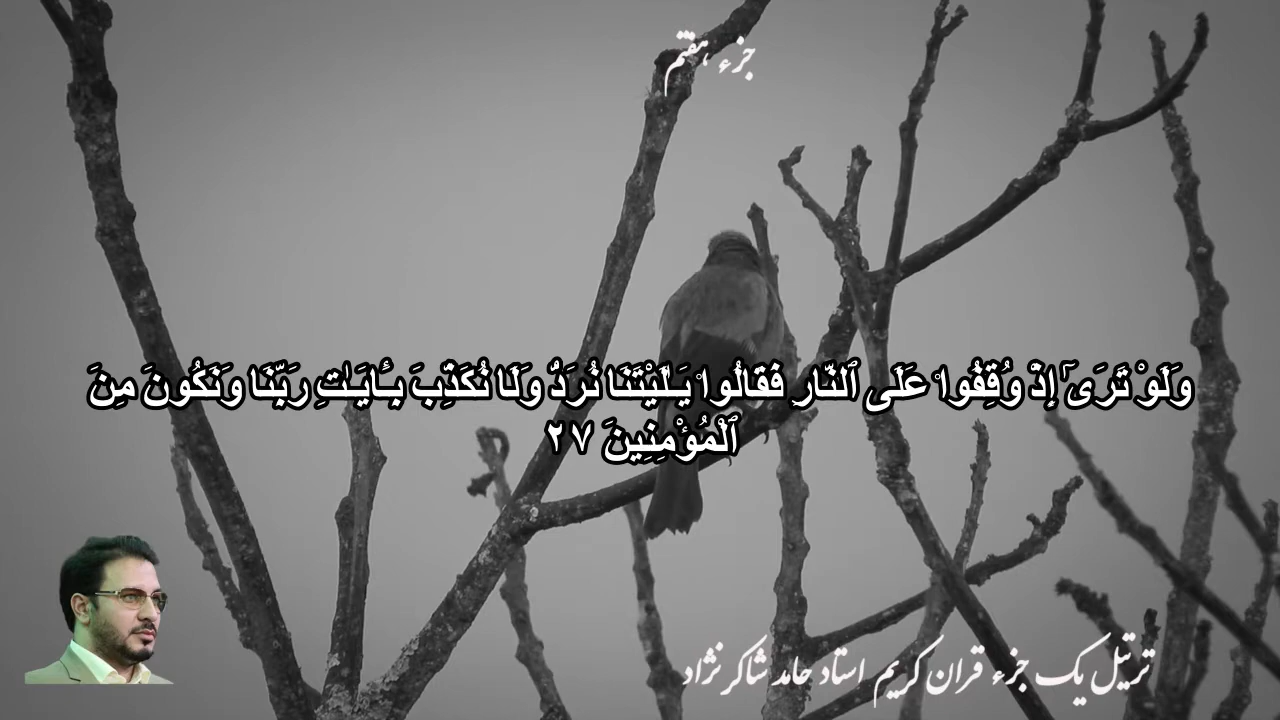 جزء هفتم
وَلَوْ تَرَىٰٓ إِذْ وُقِفُوا۟ عَلَى ٱلنَّارِ فَقَالُوا۟ يَـٰلَيْتَنَا نُرَدُّ وَلَا نُكَذِّبَ بِـَٔايَـٰتِ رَبِّنَا وَنَكُونَ مِنَ
ٱلْمُؤْمِنِينَ ٢٧
ترتیل یک جزء قران کریم استاد حامد شاکرنژاد